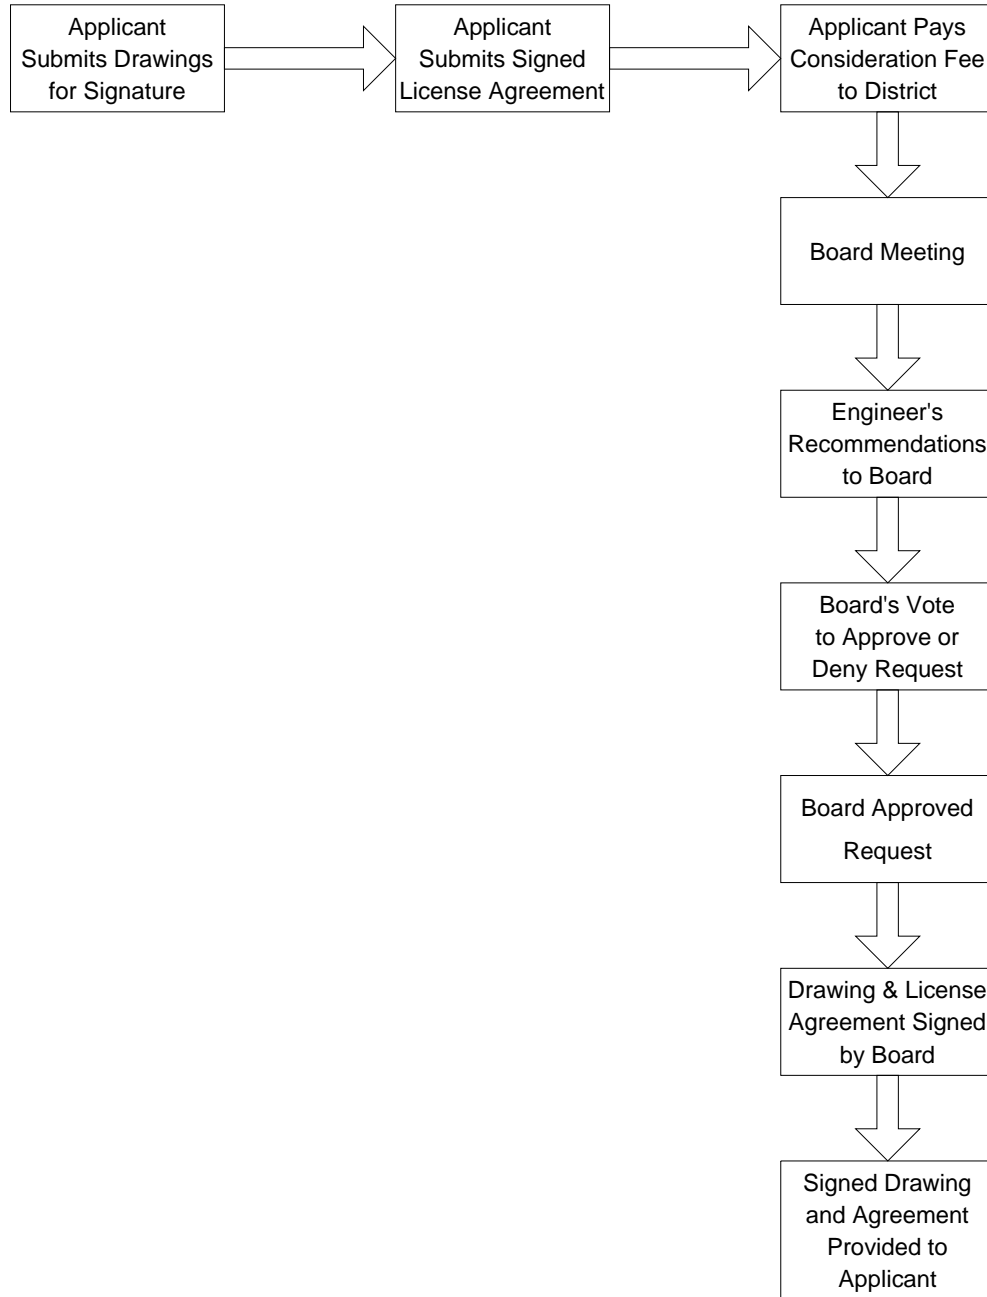 Applicant
Submits Drawings
for Signature
Applicant
Submits Signed
License Agreement
Applicant Pays
Consideration Fee
to District
Board Meeting
Engineer's
Recommendations
to Board
Board's Vote
to Approve or
Deny Request
Board Approved
Request
Drawing & License
Agreement Signed
by Board
Signed Drawing
and Agreement
Provided to
Applicant